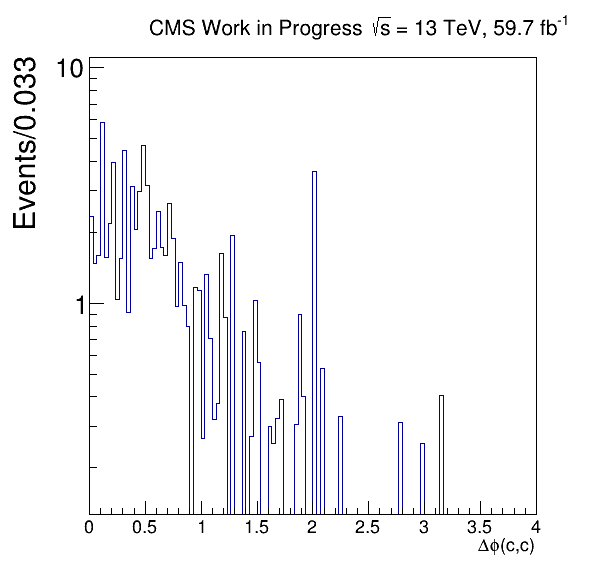 CMS Work in Progress √s = 13 TeV, 59.7 fb⁻¹
Events/0.033
10
1
0 0.5 1 1.5 2 2.5 3 3.5 4
Δϕ(c,c)